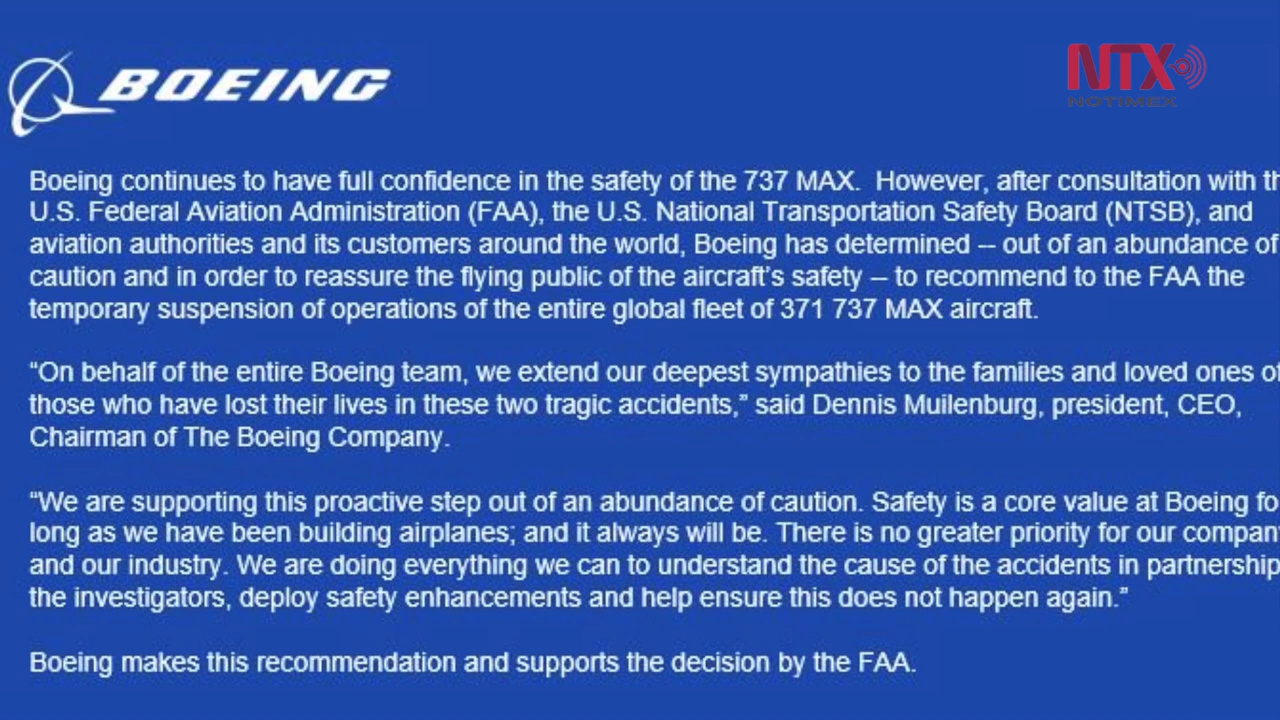 BOEING
NTX
NOTIMEX
Boeing continues to have full confidence in the safety of the 737 MAX.  However, after consultation with th
U.S. Federal Aviation Administration (FAA), the U.S. National Transportation Safety Board (NTSB), and
aviation authorities and its customers around the world, Boeing has determined -- out of an abundance of
caution and in order to reassure the flying public of the aircraft’s safety – to recommend to the FAA the
temporary suspension of operations of the entire global fleet of 371 737 MAX aircraft.
“On behalf of the entire Boeing team, we extend our deepest sympathies to the families and loved ones of
those who have lost their lives in these two tragic accidents,” said Dennis Muilenburg, president, CEO,
Chairman of The Boeing Company.
“We are supporting this proactive step out of an abundance of caution. Safety is a core value at Boeing fo
long as we have been building airplanes; and it always will be. There is no greater priority for our compan
and our industry. We are doing everything we can to understand the cause of the accidents in partnership
the investigators, deploy safety enhancements and help ensure this does not happen again.”
Boeing makes this recommendation and supports the decision by the FAA.